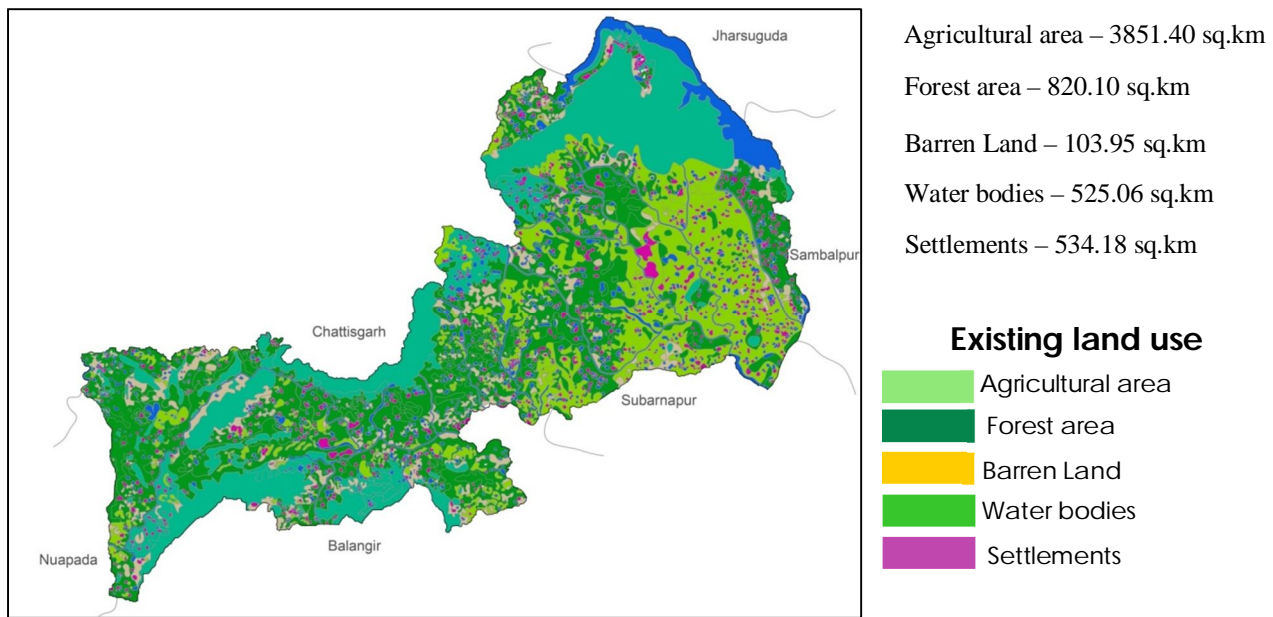 Jharsuguda
Sambalpur
Chattisgarh
Subarnapur
Balangir
Nuapada
Agricultural area – 3851.40 sq.km
Forest area – 820.10 sq.km
Barren Land – 103.95 sq.km
Water bodies – 525.06 sq.km
Settlements – 534.18 sq.km
Existing land use
Agricultural area
Forest area
Barren Land
Water bodies
Settlements